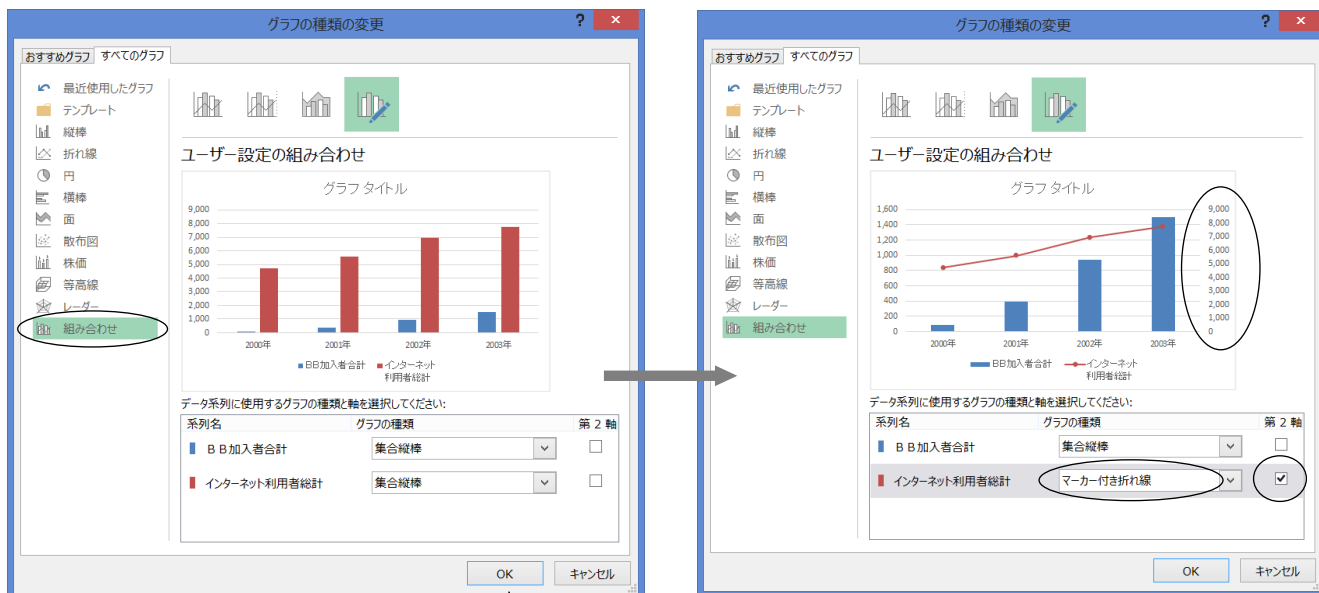 グラフの種類の変更
?
×
おすすめグラフ
すべてのグラフ
最近使用したグラフ
テンプレート
縦棒
折れ線
円
横棒
面
散布図
株価
等高線
レーダー
組み合わせ
ユーザー設定の組み合わせ
グラフ タイトル
9,000
8,000
7,000
6,000
5,000
4,000
3,000
2,000
1,000
0
2000年 2001年 2002年 2003年
BB加入者合計 インターネット
利用者総計
データ系列に使用するグラフの種類と軸を選択してください:
系列名 グラフの種類 第 2 軸
ＢＢ加入者合計 集合縦棒
インターネット利用者総計 集合縦棒
OK キャンセル
グラフの種類の変更
?
×
おすすめグラフ
すべてのグラフ
最近使用したグラフ
テンプレート
縦棒
折れ線
円
横棒
面
散布図
株価
等高線
レーダー
組み合わせ
ユーザー設定の組み合わせ
グラフ タイトル
1,600
1,400
1,200
1,000
800
600
400
200
0
9,000
8,000
7,000
6,000
5,000
4,000
3,000
2,000
1,000
0
2000年 2001年 2002年 2003年
BB加入者合計 インターネット
利用者総計
データ系列に使用するグラフの種類と軸を選択してください:
系列名 グラフの種類 第 2 軸
ＢＢ加入者合計 集合縦棒
インターネット利用者総計 マーカー付き折れ線
OK キャンセル